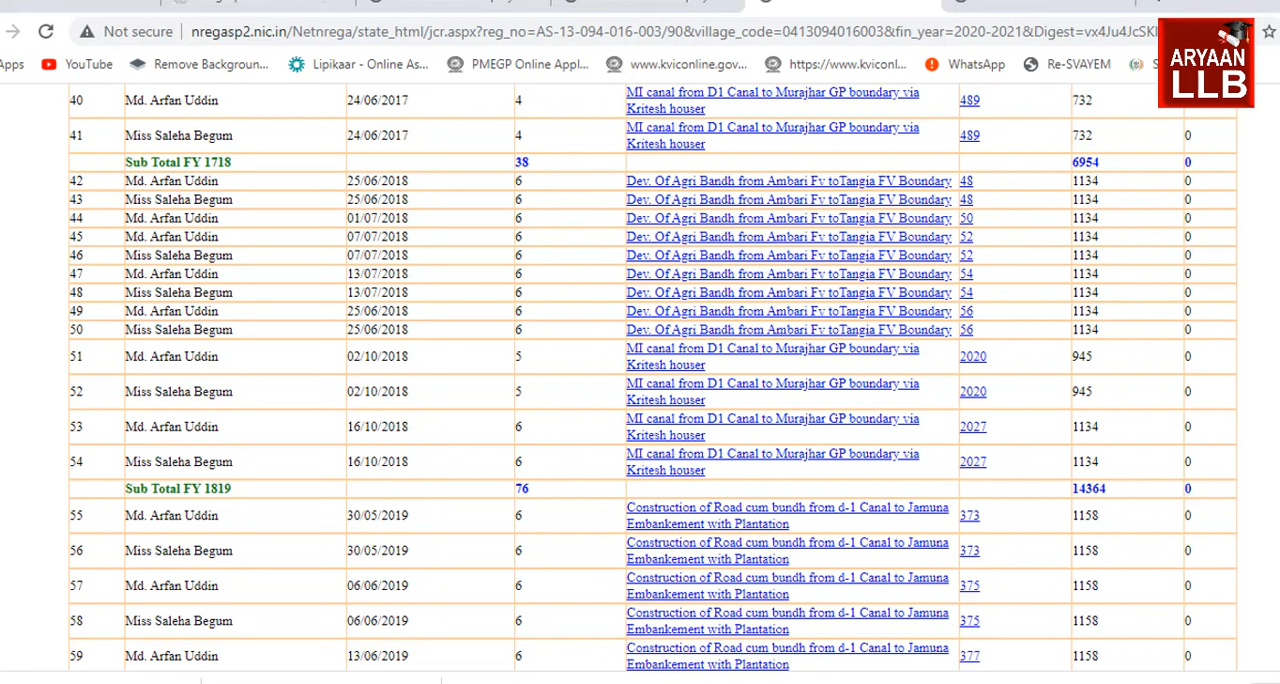 Not secure nregasp2.nic.in/Netnrega/state_html/jcr.aspx?reg_no=AS-13-094-016-003/90&village_code=0413094016003&fin_year=2020-2021&Digest=vx4Ju4JcSKI
ARYAAN
LLB
Apps YouTube Remove Backgroun... Lipikaar - Online As... PMEGP Online Appl... www.kviconline.gov... https://www.kviconl... WhatsApp Re-SVAYEM
40 Md. Arfan Uddin 24/06/2017 4 MI canal from D1 Canal to Murajhar GP boundary via 489 732
Kritesh houser
41 Miss Saleha Begum 24/06/2017 4 MI canal from D1 Canal to Murajhar GP boundary via 489 732 0
Kritesh houser
Sub Total FY 1718 38 6954 0
42 Md. Arfan Uddin 25/06/2018 6 Dev. Of Agri Bandh from Ambari Fv toTangia FV Boundary 48 1134 0
43 Miss Saleha Begum 25/06/2018 6 Dev. Of Agri Bandh from Ambari Fv toTangia FV Boundary 48 1134 0
44 Md. Arfan Uddin 01/07/2018 6 Dev. Of Agri Bandh from Ambari Fv toTangia FV Boundary 50 1134 0
45 Md. Arfan Uddin 07/07/2018 6 Dev. Of Agri Bandh from Ambari Fv toTangia FV Boundary 52 1134 0
46 Miss Saleha Begum 07/07/2018 6 Dev. Of Agri Bandh from Ambari Fv toTangia FV Boundary 52 1134 0
47 Md. Arfan Uddin 13/07/2018 6 Dev. Of Agri Bandh from Ambari Fv toTangia FV Boundary 54 1134 0
48 Miss Saleha Begum 13/07/2018 6 Dev. Of Agri Bandh from Ambari Fv toTangia FV Boundary 54 1134 0
49 Md. Arfan Uddin 25/06/2018 6 Dev. Of Agri Bandh from Ambari Fv toTangia FV Boundary 56 1134 0
50 Miss Saleha Begum 25/06/2018 6 Dev. Of Agri Bandh from Ambari Fv toTangia FV Boundary 56 1134 0
51 Md. Arfan Uddin 02/10/2018 5 MI canal from D1 Canal to Murajhar GP boundary via 2020 945 0
Kritesh houser
52 Miss Saleha Begum 02/10/2018 5 MI canal from D1 Canal to Murajhar GP boundary via 2020 945 0
Kritesh houser
53 Md. Arfan Uddin 16/10/2018 6 MI canal from D1 Canal to Murajhar GP boundary via 2027 1134 0
Kritesh houser
54 Miss Saleha Begum 16/10/2018 6 MI canal from D1 Canal to Murajhar GP boundary via 2027 1134 0
Kritesh houser
Sub Total FY 1819 76 14364 0
55 Md. Arfan Uddin 30/05/2019 6 Construction of Road cum bundh from d-1 Canal to Jamuna 373 1158 0
Embankement with Plantation
56 Miss Saleha Begum 30/05/2019 6 Construction of Road cum bundh from d-1 Canal to Jamuna 373 1158 0
Embankement with Plantation
57 Md. Arfan Uddin 06/06/2019 6 Construction of Road cum bundh from d-1 Canal to Jamuna 375 1158 0
Embankement with Plantation
58 Miss Saleha Begum 06/06/2019 6 Construction of Road cum bundh from d-1 Canal to Jamuna 375 1158 0
Embankement with Plantation
59 Md. Arfan Uddin 13/06/2019 6 Construction of Road cum bundh from d-1 Canal to Jamuna 377 1158 0
Embankement with Plantation